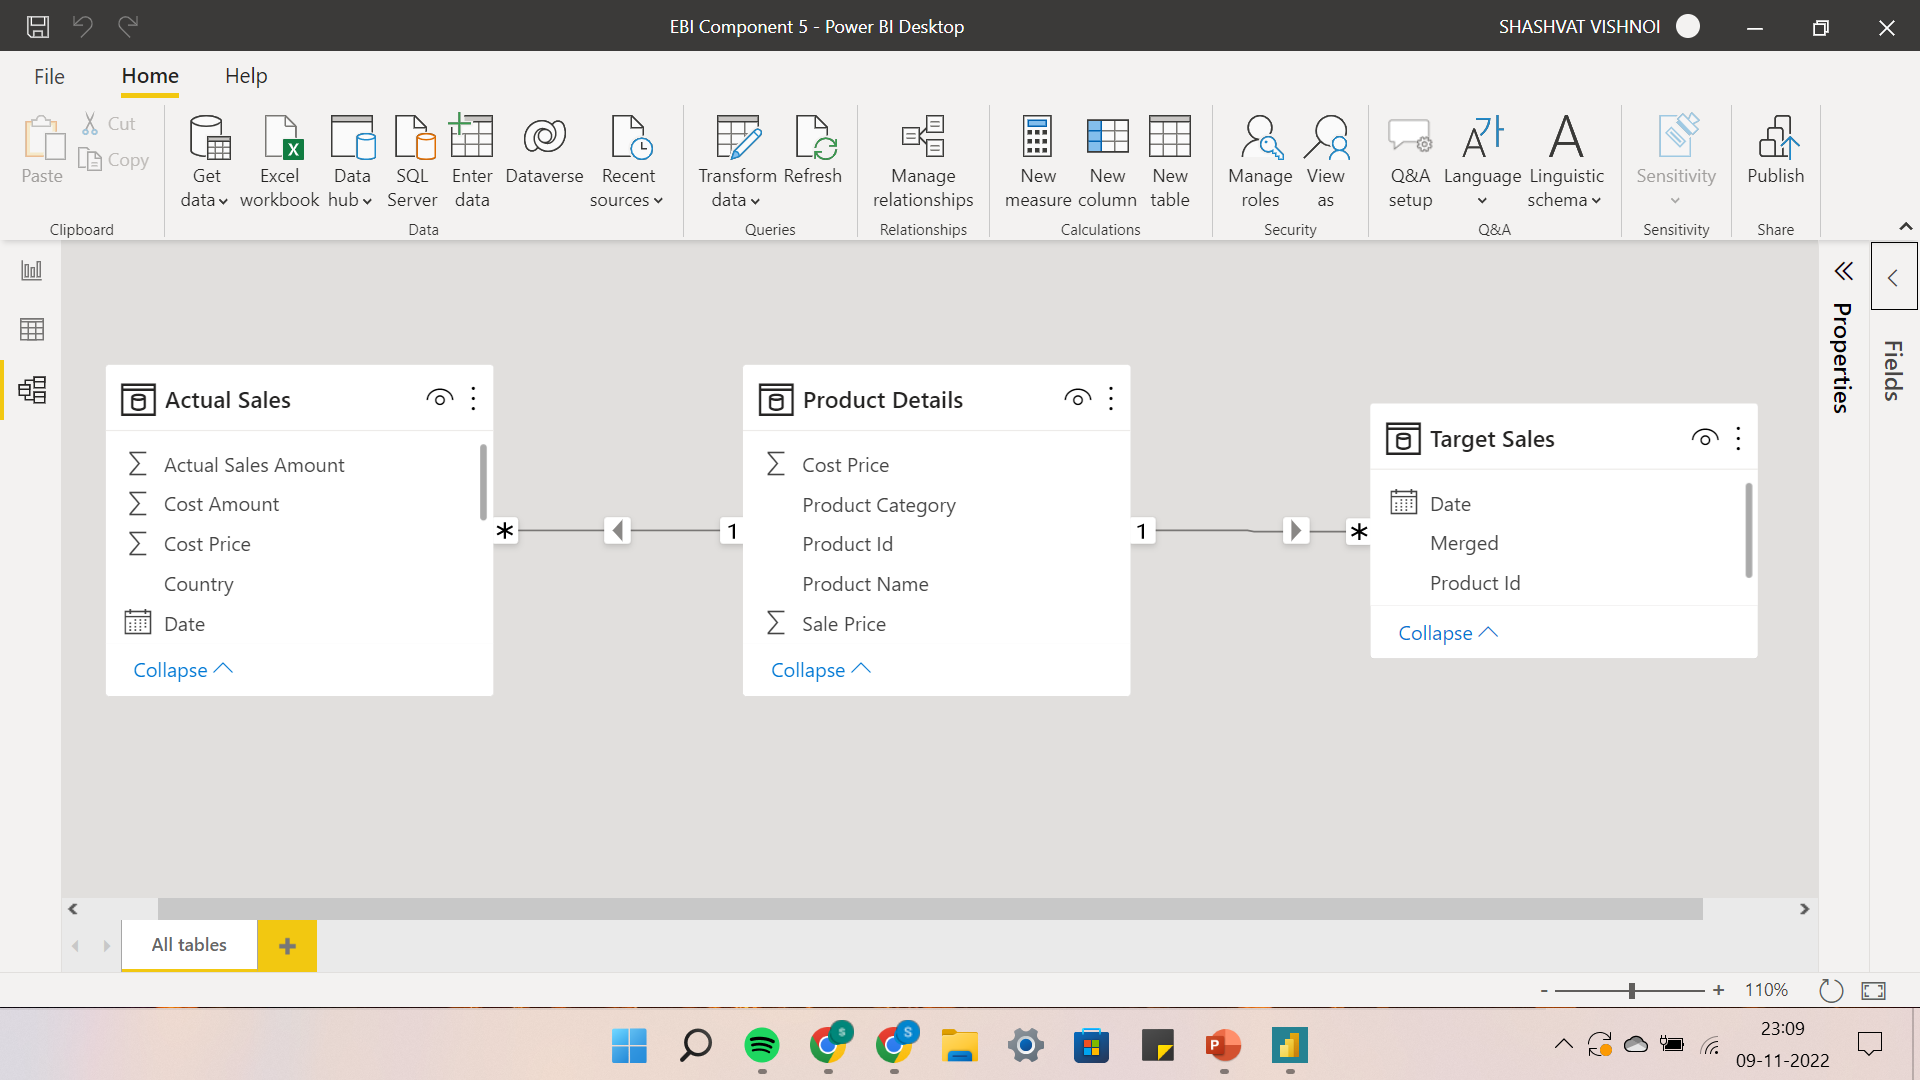 EBI Component 5 - Power BI Desktop
SHASHVAT VISHNOI
File Home Help
Paste
Cut
Copy
Clipboard
Get data
Excel workbook
Data hub
SQL Server
Enter data
Dataverse
Recent sources
Data
Transform data
Refresh
Queries
Manage relationships
Relationships
New measure
New column
New table
Calculations
Manage roles
View as
Security
Q&A setup
Language
Linguistic schema
Q&A
Sensitivity
Sensitivity
Publish
Share
Properties
Fields
Actual Sales
Actual Sales Amount
Cost Amount
Cost Price
Country
Date
Collapse
* 1
Product Details
Cost Price
Product Category
Product Id
Product Name
Sale Price
Collapse
1 *
Target Sales
Date
Merged
Product Id
Collapse
All tables +
- + 110%
23:09
09-11-2022